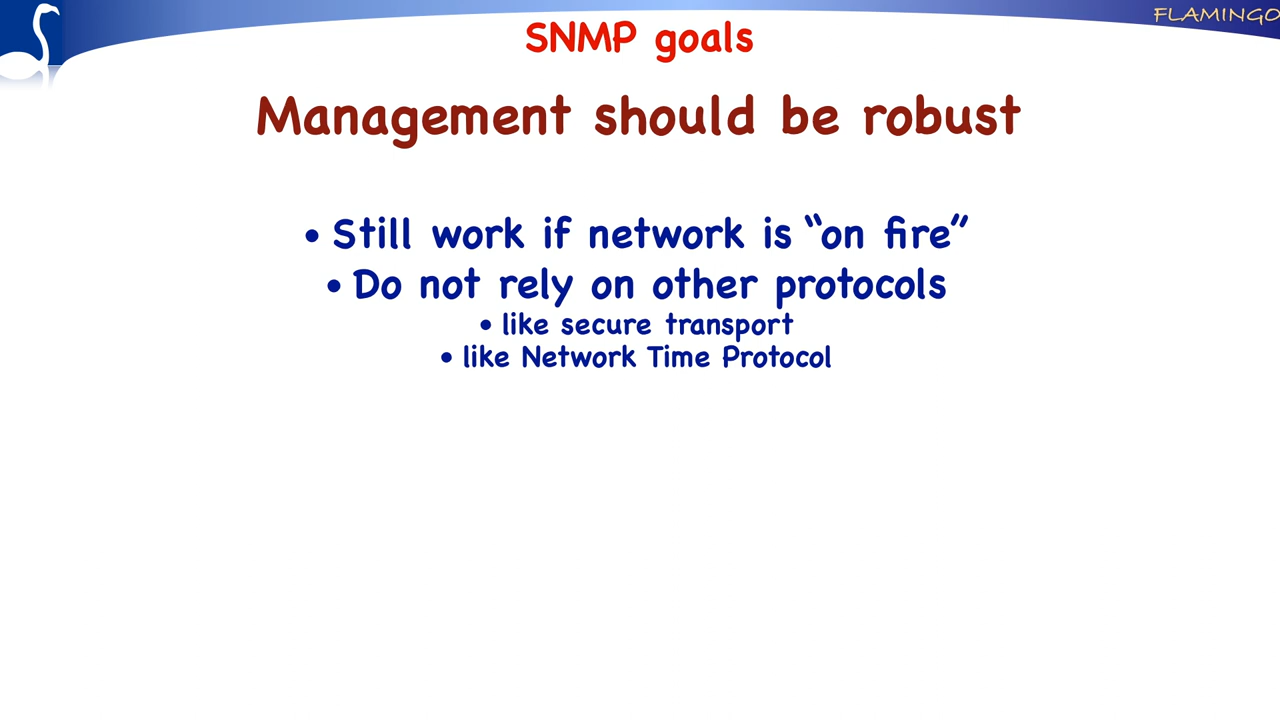 FLAMINGO
SNMP goals
Management should be robust
• Still work if network is “on fire”
• Do not rely on other protocols
• like secure transport
• like Network Time Protocol